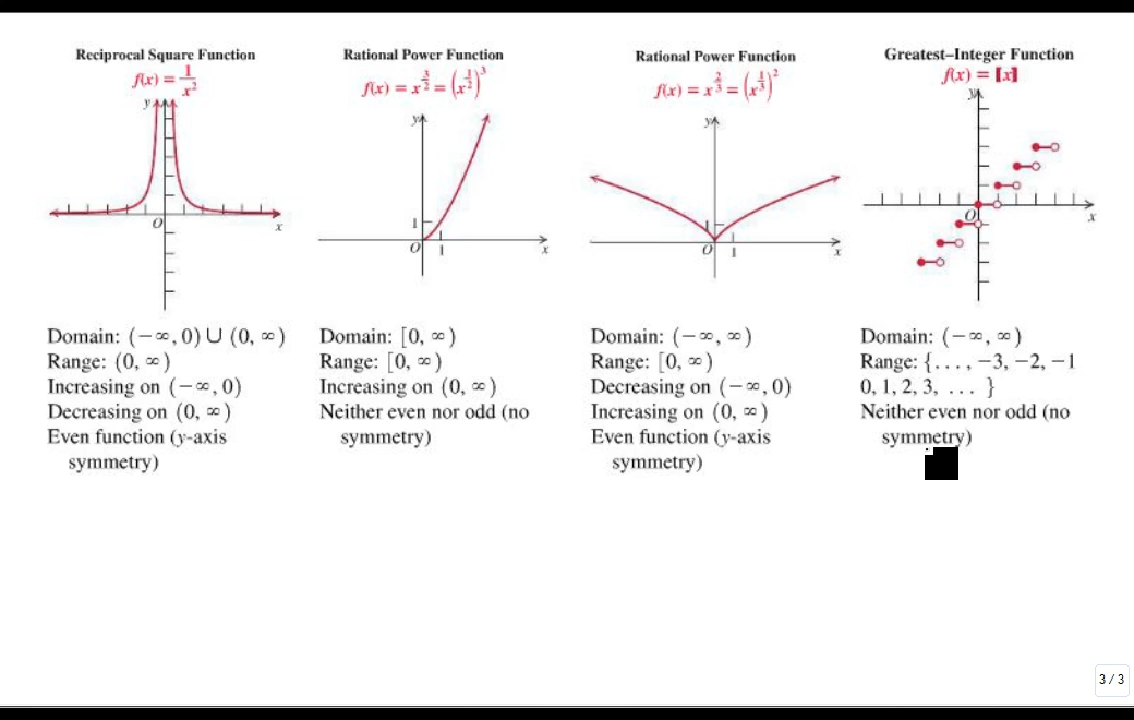 Reciprocal Square Function
f(x) = 1/x²
y
O
x
Domain: (−∞, 0) ∪ (0, ∞)
Range: (0, ∞)
Increasing on (−∞, 0)
Decreasing on (0, ∞)
Even function (y-axis
symmetry)
Rational Power Function
f(x) = x^(3/2) = (x^(1/2))³
y
1
O
1
x
Domain: [0, ∞)
Range: [0, ∞)
Increasing on (0, ∞)
Neither even nor odd (no
symmetry)
Rational Power Function
f(x) = x^(2/3) = (x^(1/3))²
y
1
O
1
x
Domain: (−∞, ∞)
Range: [0, ∞)
Decreasing on (−∞, 0)
Increasing on (0, ∞)
Even function (y-axis
symmetry)
Greatest–Integer Function
f(x) = [x]
y
O
x
Domain: (−∞, ∞)
Range: {..., −3, −2, −1
0, 1, 2, 3, ... }
Neither even nor odd (no
symmetry)
3 / 3